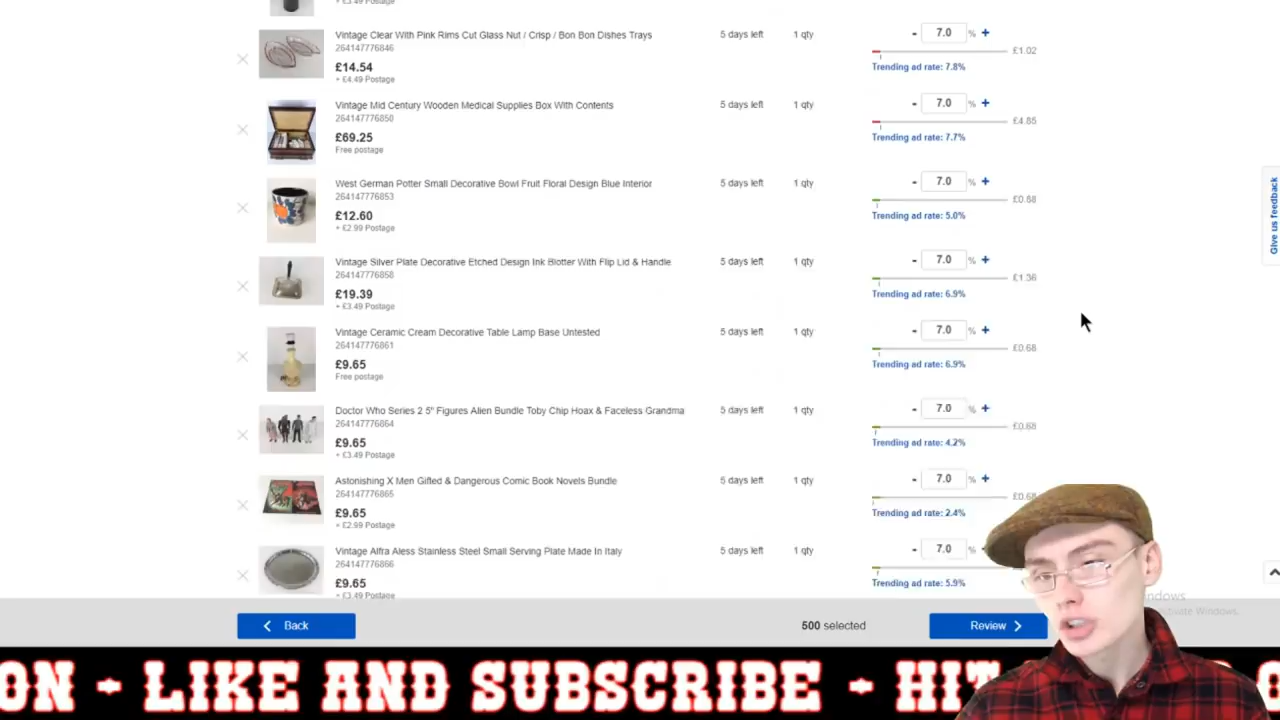 + £3.49 Postage
Vintage Clear With Pink Rims Cut Glass Nut / Crisp / Bon Bon Dishes Trays 5 days left 1 qty - 7.0 % +
264147776846 £1.02
£14.54 Trending ad rate: 7.8%
+ £4.49 Postage
Vintage Mid Century Wooden Medical Supplies Box With Contents 5 days left 1 qty - 7.0 % +
264147776850 £4.85
£69.25 Trending ad rate: 7.7%
Free postage
West German Potter Small Decorative Bowl Fruit Floral Design Blue Interior 5 days left 1 qty - 7.0 % +
264147776853 £0.88
£12.60 Trending ad rate: 5.0%
+ £2.99 Postage
Vintage Silver Plate Decorative Etched Design Ink Blotter With Flip Lid & Handle 5 days left 1 qty - 7.0 % +
264147776858 £1.36
£19.39 Trending ad rate: 6.9%
+ £3.49 Postage
Vintage Ceramic Cream Decorative Table Lamp Base Untested 5 days left 1 qty - 7.0 % +
264147776861 £0.68
£9.65 Trending ad rate: 6.9%
Free postage
Doctor Who Series 2 5" Figures Alien Bundle Toby Chip Hoax & Faceless Grandma 5 days left 1 qty - 7.0 % +
264147776864 £0.68
£9.65 Trending ad rate: 4.2%
+ £3.49 Postage
Astonishing X Men Gifted & Dangerous Comic Book Novels Bundle 5 days left 1 qty - 7.0 % +
264147776865 £0.68
£9.65 Trending ad rate: 2.4%
+ £2.99 Postage
Vintage Alfra Aless Stainless Steel Small Serving Plate Made In Italy 5 days left 1 qty - 7.0 %
264147776866
£9.65 Trending ad rate: 5.9%
+ £3.49 Postage
Give us feedback
Back 500 selected Review
ON - LIKE AND SUBSCRIBE - HIT